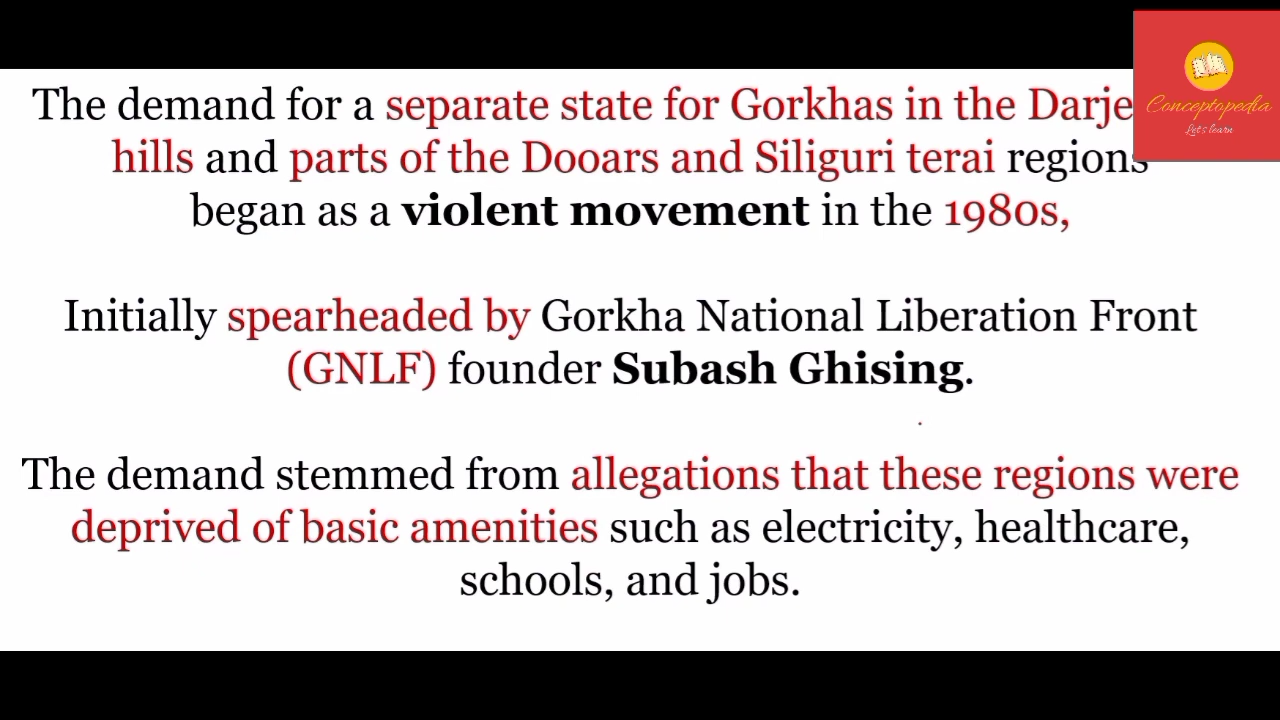 The demand for a separate state for Gorkhas in the
hills and parts of the Dooars and Siliguri terai regions
began as a violent movement in the 1980s,
Initially spearheaded by Gorkha National Liberation Front
(GNLF) founder Subash Ghising.
The demand stemmed from allegations that these regions were
deprived of basic amenities such as electricity, healthcare,
schools, and jobs.
Conceptopedia
Let's learn